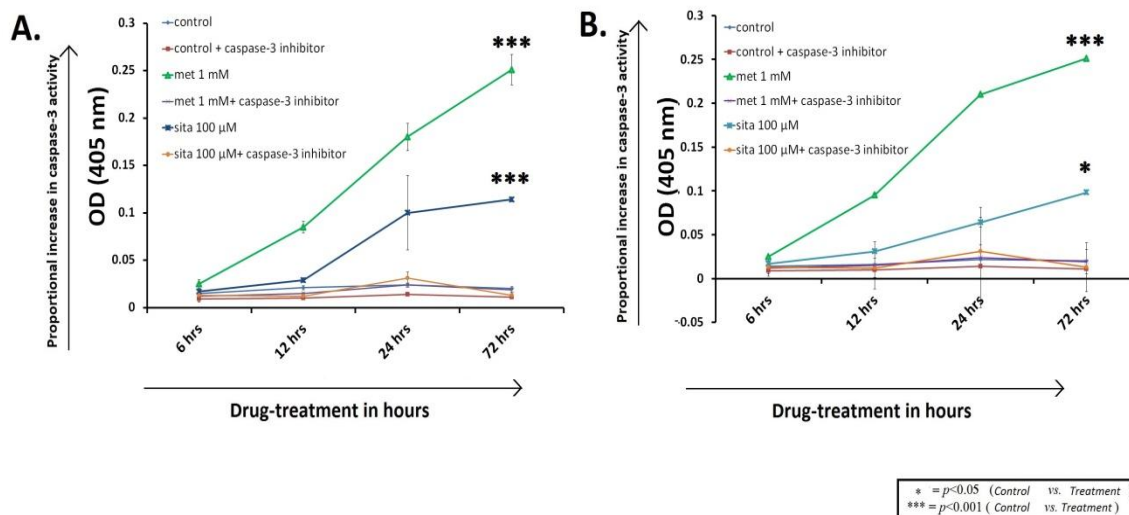 A.
Proportional increase in caspase-3 activity
OD (405 nm)
0.3
0.25
0.2
0.15
0.1
0.05
0
control
control + caspase-3 inhibitor
met 1 mM
met 1 mM+ caspase-3 inhibitor
sita 100 µM
sita 100 µM+ caspase-3 inhibitor
***
***
6 hrs
12 hrs
24 hrs
72 hrs
Drug-treatment in hours
B.
Proportional increase in caspase-3 activity
OD (405 nm)
0.3
0.25
0.2
0.15
0.1
0.05
0
-0.05
control
control + caspase-3 inhibitor
met 1 mM
met 1 mM+ caspase-3 inhibitor
sita 100 µM
sita 100 µM+ caspase-3 inhibitor
***
*
6 hrs
12 hrs
24 hrs
72 hrs
Drug-treatment in hours
* = p<0.05 (Control vs. Treatment
*** = p<0.001 ( Control vs. Treatment )